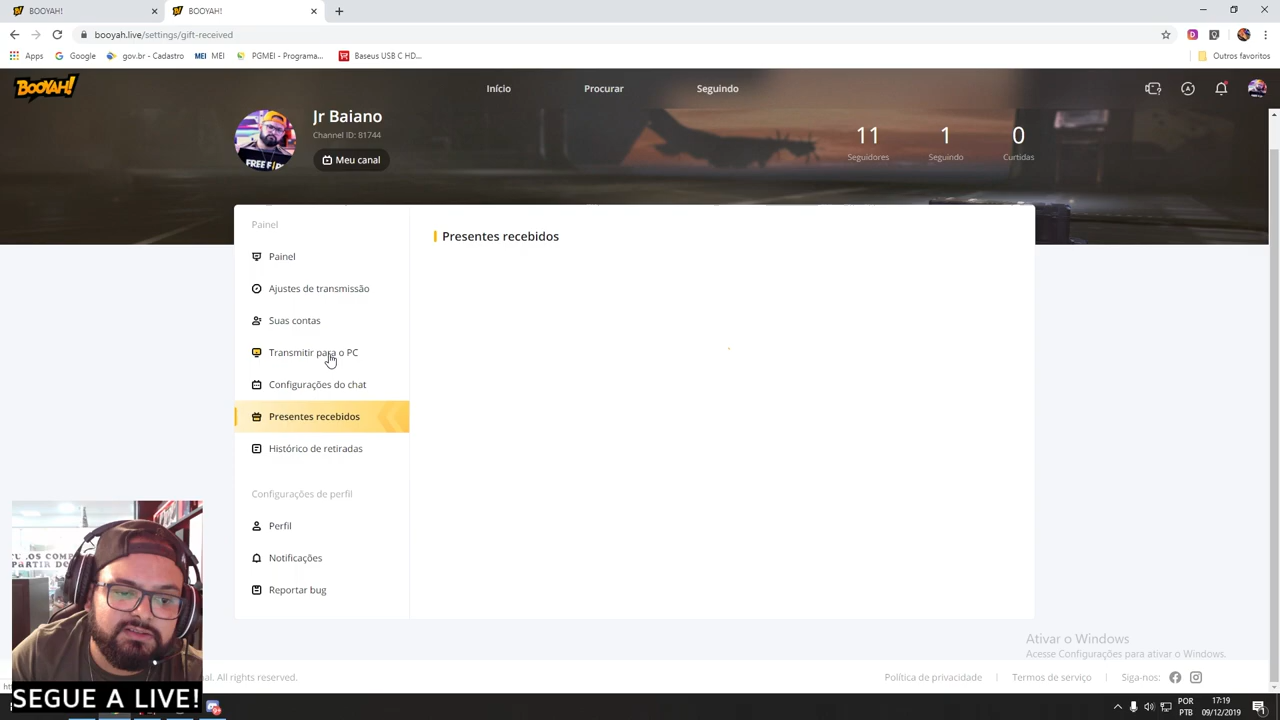 BOOYAH!
BOOYAH!
booyah.live/settings/gift-received
Apps
Google
gov.br - Cadastro
MEI MEI
PGMEI - Programa...
Baseus USB C HD...
Outros favoritos
BOOYAH!
Início
Procurar
Seguindo
Jr Baiano
Channel ID: 81744
Meu canal
FREE FIRE
11
Seguidores
1
Seguindo
0
Curtidas
Painel
Painel
Ajustes de transmissão
Suas contas
Transmitir para o PC
Configurações do chat
Presentes recebidos
Histórico de retiradas
Configurações de perfil
Perfil
Notificações
Reportar bug
Presentes recebidos
Ativar o Windows
Acesse Configurações para ativar o Windows.
All rights reserved.
Política de privacidade
Termos de serviço
Siga-nos:
SEGUE A LIVE!
POR
PTB
17:19
09/12/2019